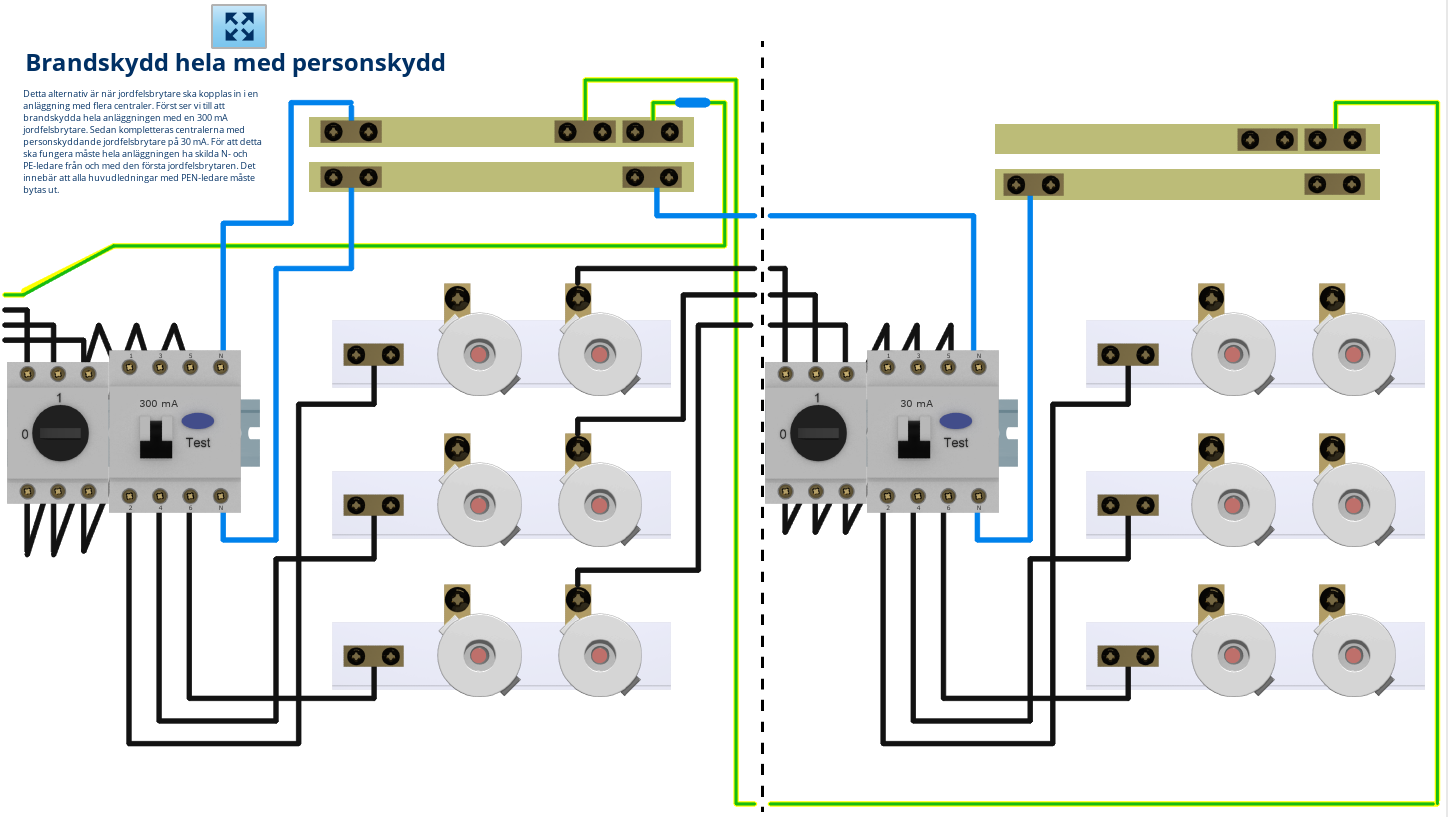 Brandskydd hela med personskydd
Detta alternativ är när jordfelsbrytare ska kopplas in i en
anläggning med flera centraler. Först ser vi till att
brandskydda hela anläggningen med en 300 mA
jordfelsbrytare. Sedan kompletteras centralerna med
personskyddande jordfelsbrytare på 30 mA. För att detta
ska fungera måste hela anläggningen ha skilda N- och
PE-ledare från och med den första jordfelsbrytaren. Det
innebär att alla huvudledningar med PEN-ledare måste
bytas ut.
1 3 5 N
1
0
300 mA
Test
2 4 6 N
1 3 5 N
1
0
30 mA
Test
2 4 6 N